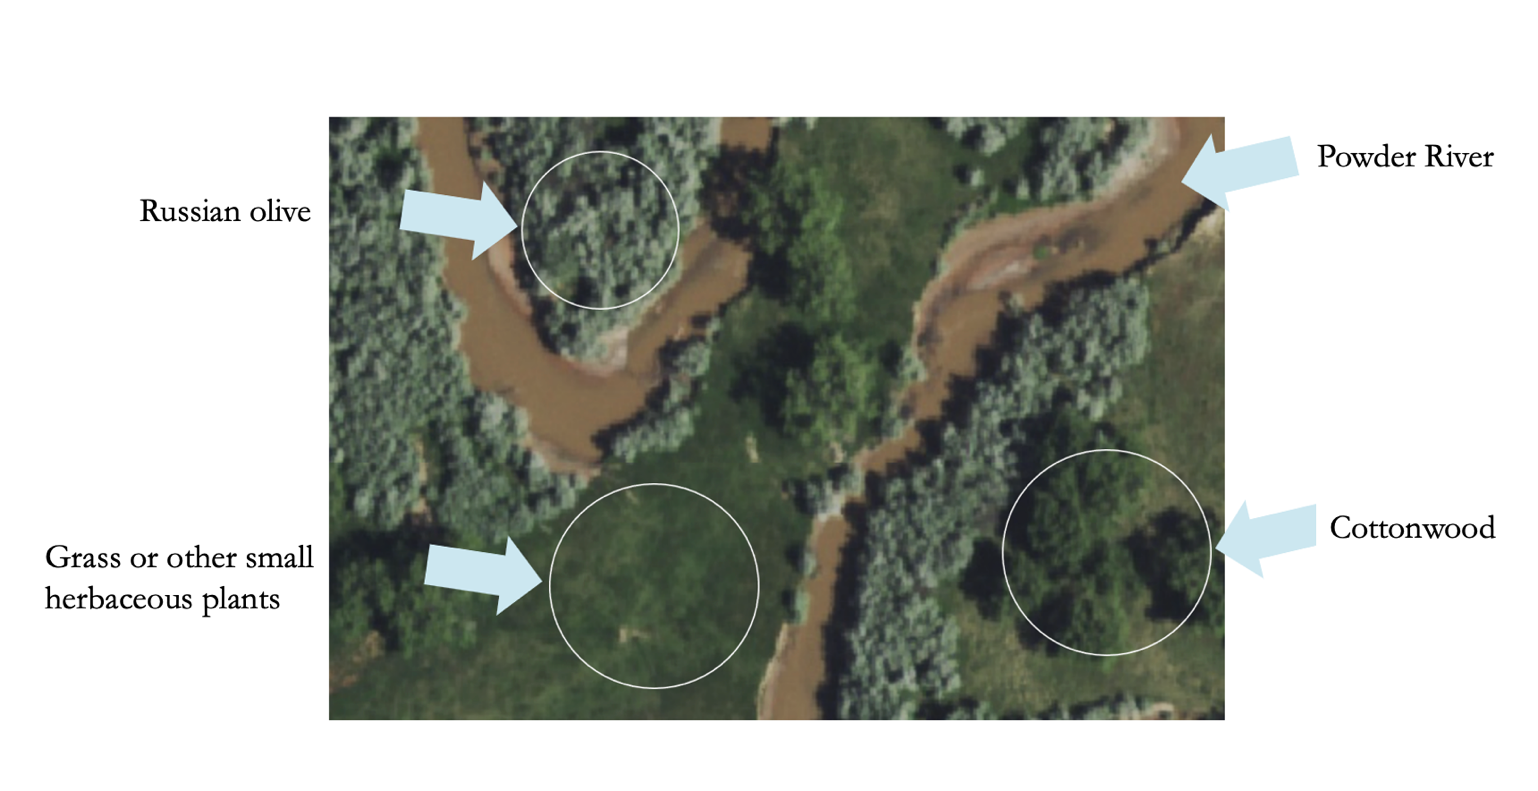 Powder River
Russian olive
Cottonwood
Grass or other small
herbaceous plants